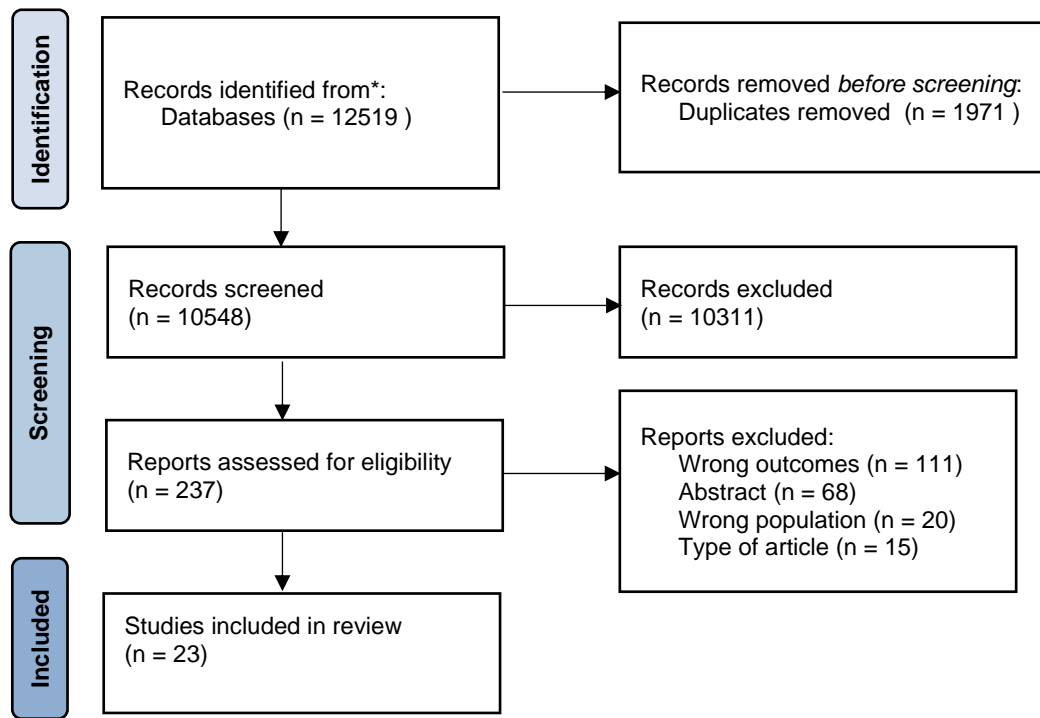 Identification
Records identified from*:
Databases (n = 12519 )
Records removed before screening:
Duplicates removed (n = 1971 )
Screening
Records screened
(n = 10548)
Records excluded
(n = 10311)
Reports assessed for eligibility
(n = 237)
Reports excluded:
Wrong outcomes (n = 111)
Abstract (n = 68)
Wrong population (n = 20)
Type of article (n = 15)
Included
Studies included in review
(n = 23)